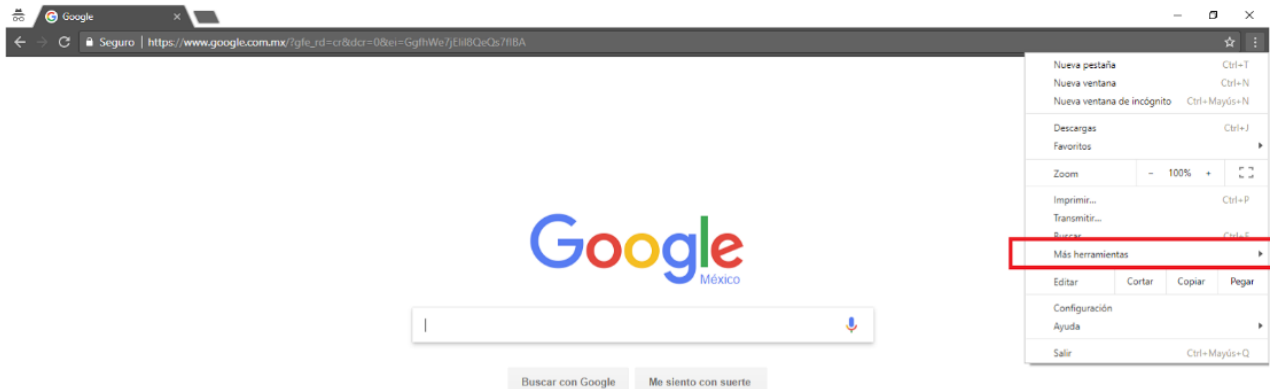 Google
Seguro | https://www.google.com.mx/?gfe_rd=cr&dcr=0&ei=
Nueva pestaña Ctrl+T
Nueva ventana Ctrl+N
Nueva ventana de incógnito Ctrl+Mayús+N
Descargas Ctrl+J
Favoritos
Zoom - 100% +
Imprimir... Ctrl+P
Transmitir...
Buscar Ctrl+F
Más herramientas
Editar Cortar Copiar Pegar
Configuración
Ayuda
Salir Ctrl+Mayús+Q
Google
México
Buscar con Google Me siento con suerte